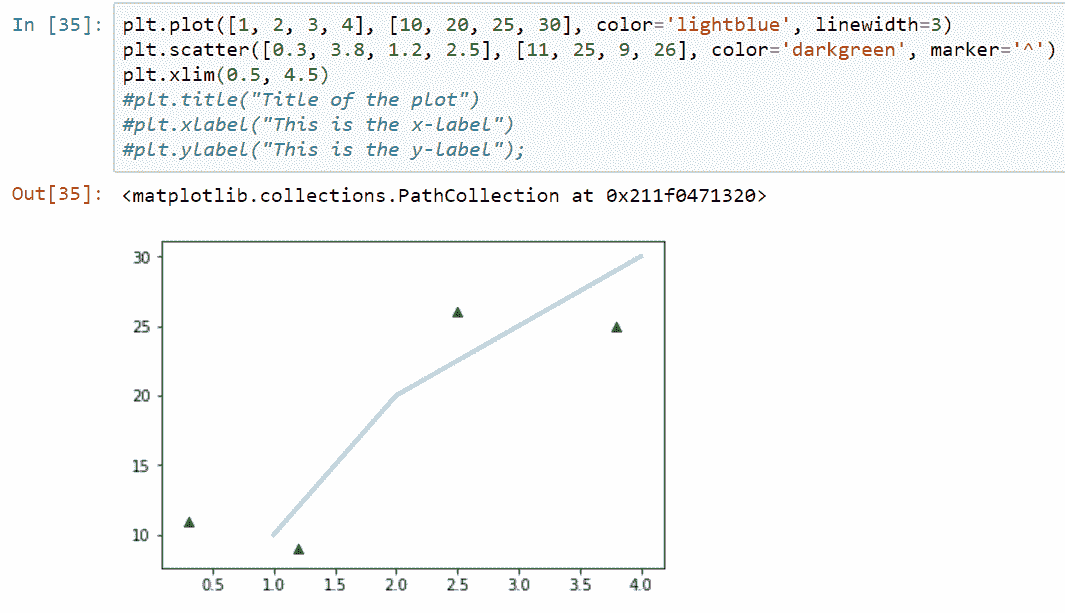 In [35]: plt.plot([1, 2, 3, 4], [10, 20, 25, 30], color='lightblue', linewidth=3)
plt.scatter([0.3, 3.8, 1.2, 2.5], [11, 25, 9, 26], color='darkgreen', marker='^')
plt.xlim(0.5, 4.5)
#plt.title("Title of the plot")
#plt.xlabel("This is the x-label")
#plt.ylabel("This is the y-label");
Out[35]: <matplotlib.collections.PathCollection at 0x211f0471320>
30
25
20
15
10
0.5 1.0 1.5 2.0 2.5 3.0 3.5 4.0